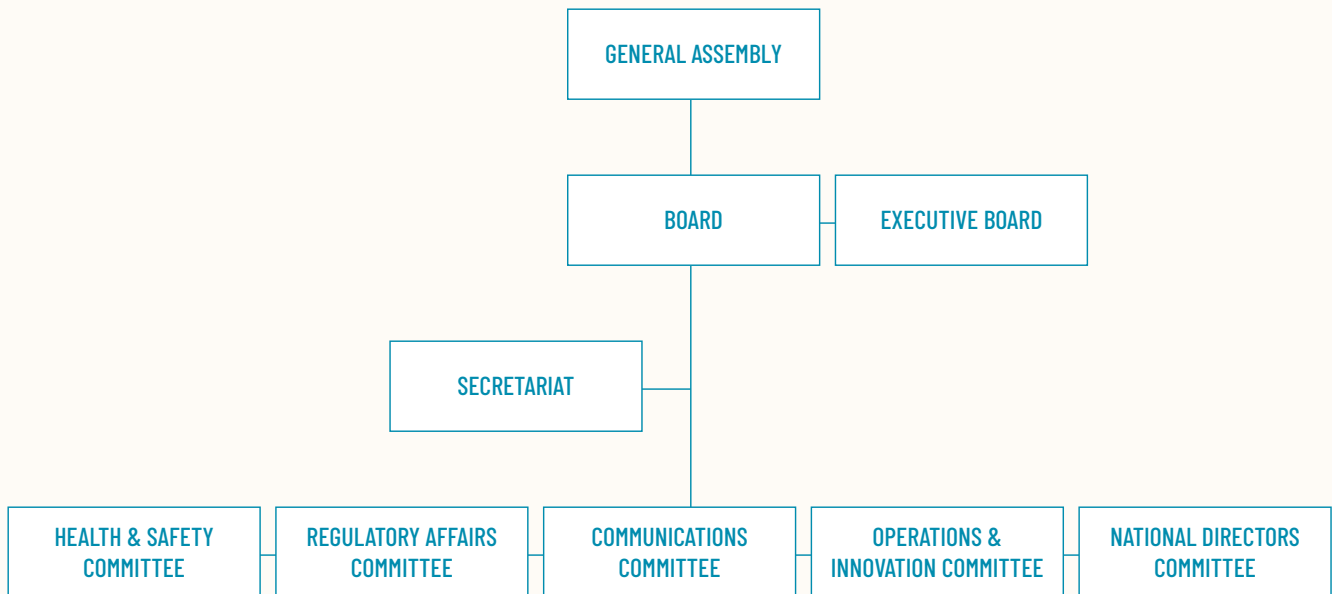 GENERAL ASSEMBLY
BOARD
EXECUTIVE BOARD
SECRETARIAT
HEALTH & SAFETY
COMMITTEE
REGULATORY AFFAIRS
COMMITTEE
COMMUNICATIONS
COMMITTEE
OPERATIONS &
INNOVATION COMMITTEE
NATIONAL DIRECTORS
COMMITTEE